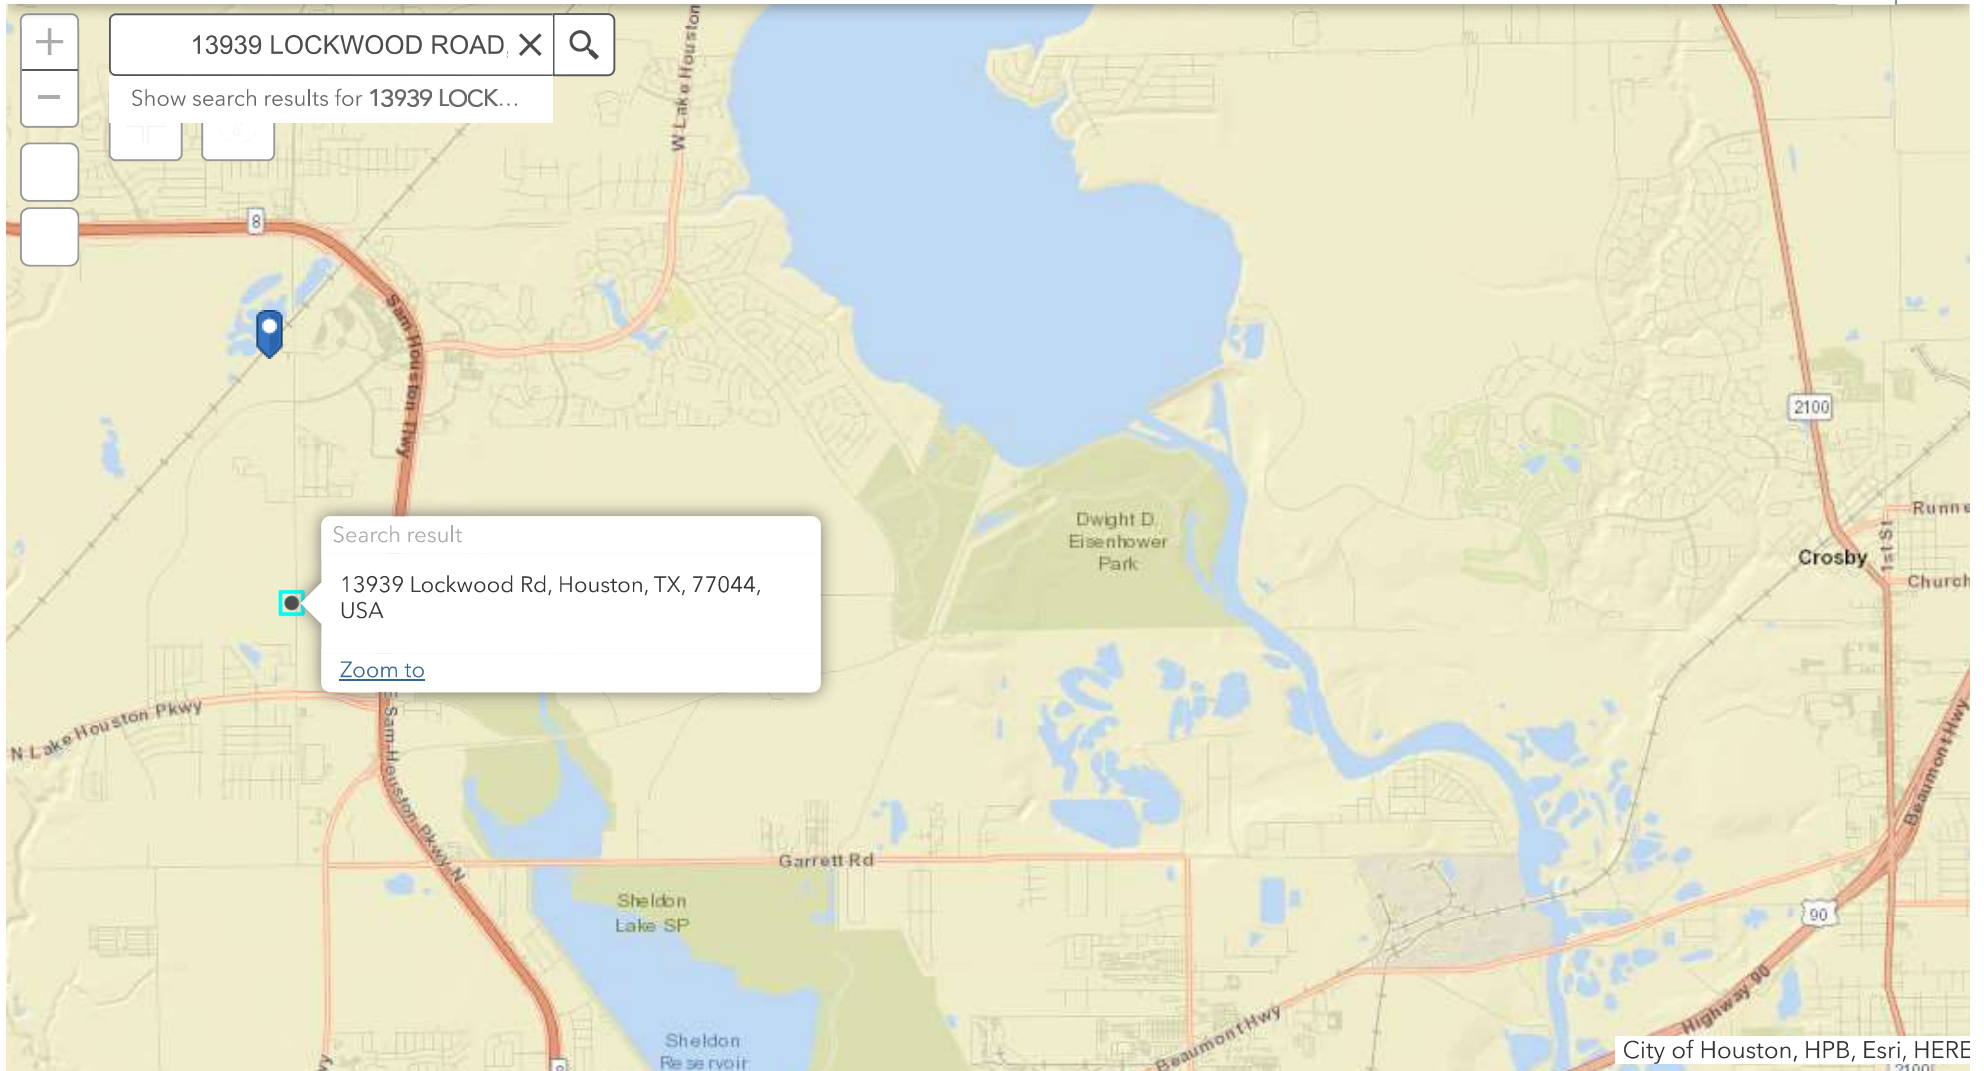 13939 LOCKWOOD ROAD,
Show search results for 13939 LOCK...
W Lake Houston
8
Sam Houston
2100
Runne
1st St
Crosby
Church
Dwight D
Eisenhower
Park
Search result
13939 Lockwood Rd, Houston, TX, 77044,
USA
Zoom to
N Lake Houston Pkwy
E Sam Houston Pkwy N
Beaumont Hwy
Garrett Rd
Sheldon
Lake SP
90
Highway 90
Beaumont Hwy
Sheldon
Reservoir
City of Houston, HPB, Esri, HERE